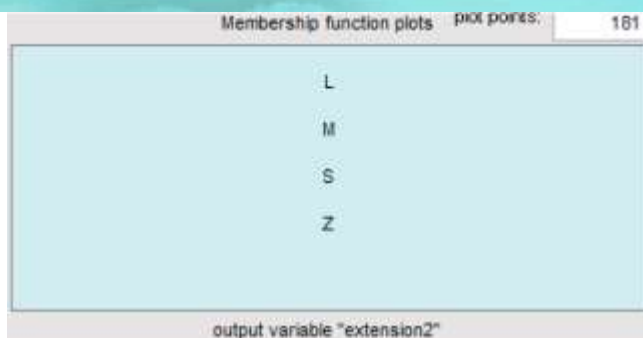 Membership function plots plot points: 181
L
M
S
Z
output variable "extension2"